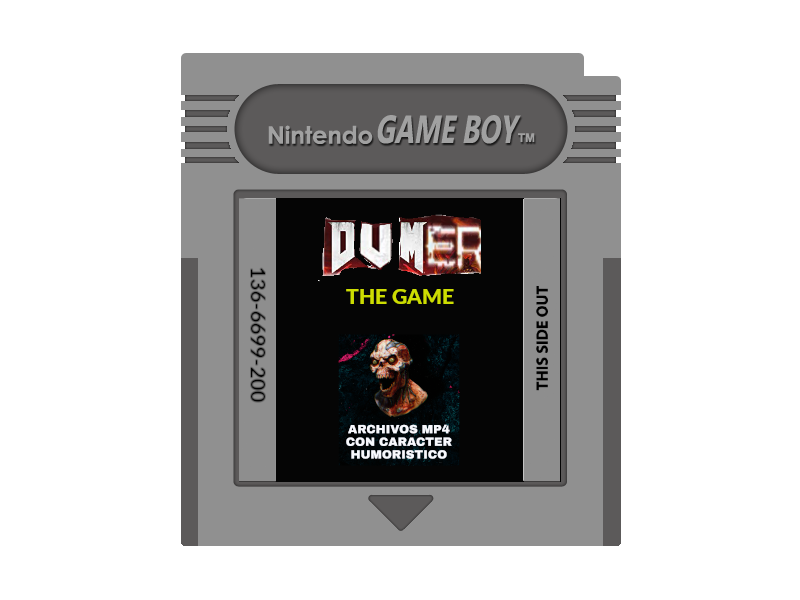 Nintendo GAME BOY™
DUMER
THE GAME
136-6699-200
THIS SIDE OUT
ARCHIVOS MP4
CON CARACTER
HUMORISTICO